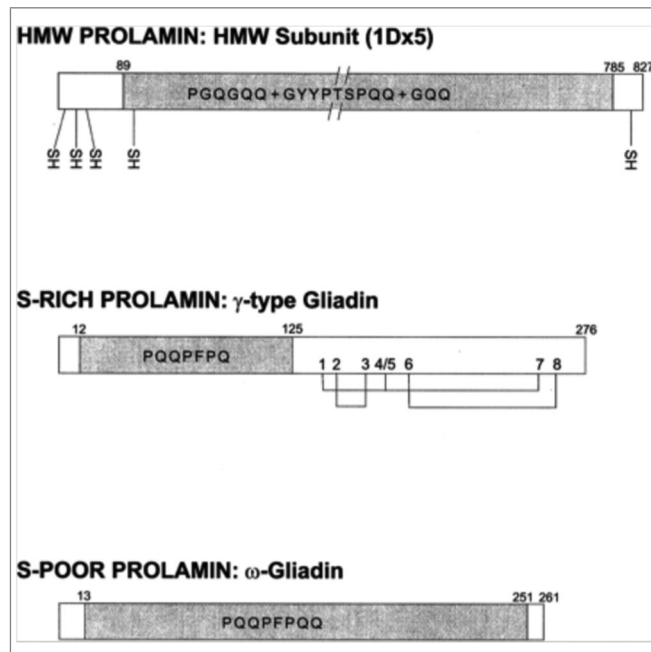 HMW PROLAMIN: HMW Subunit (1Dx5)
89 785 827
PGQGQQ + GYYPTSPQQ + GQQ
SH SH SH SH SH
S-RICH PROLAMIN: γ-type Gliadin
12 125 276
PQQPFPQ
1 2 3 4/5 6 7 8
S-POOR PROLAMIN: ω-Gliadin
13 251 261
PQQPFPQQ